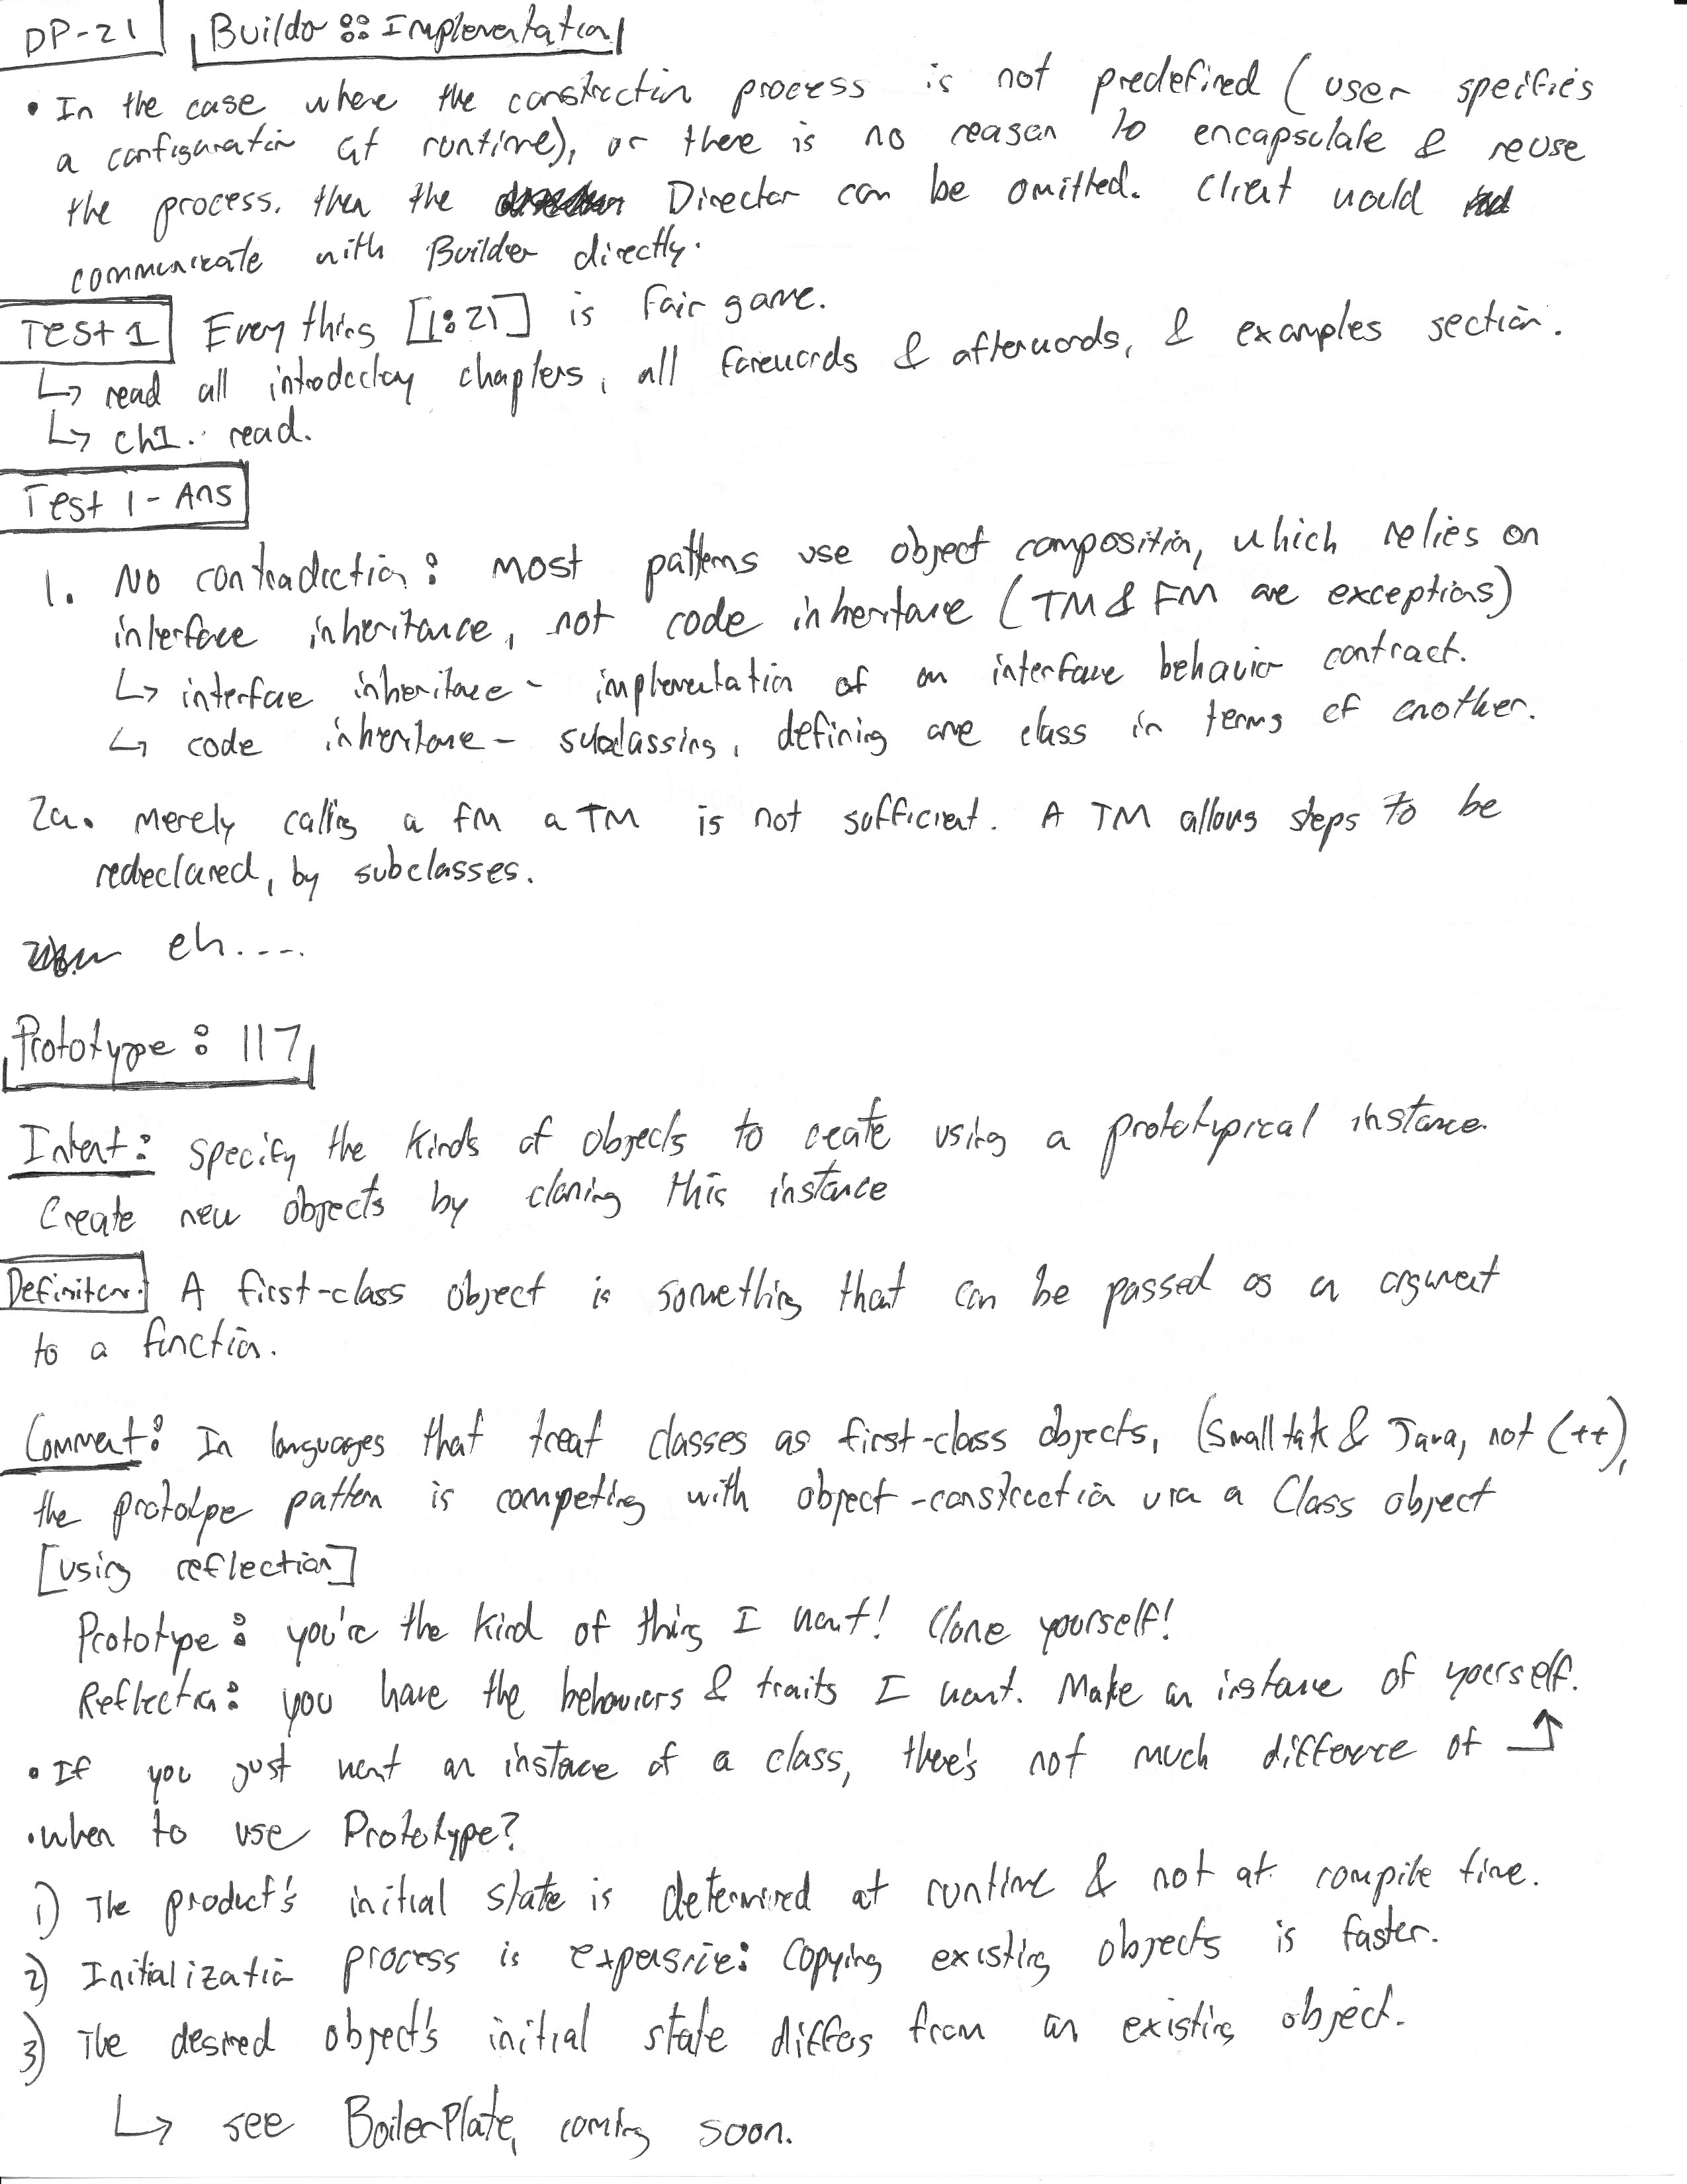 DP-21 Builder :: Implementation
• In the case where the construction process is not predefined (user specifies
a configuration at runtime), or there is no reason to encapsulate & reuse
the process. then the Director can be omitted. Client would
communicate with Builder directly.
Test 1 Everything [1:21] is fair game.
↳ read all introductory chapters, all forewords & afterwords, & examples section.
↳ ch1. read.
Test 1 - Ans
1. No contradiction: most patterns use object composition, which relies on
interface inheritance, not code inheritance (TM & FM are exceptions)
↳ interface inheritance - implementation of an interface behavior contract.
↳ code inheritance - subclassing, defining one class in terms of another.
2a. Merely calling a FM a TM is not sufficient. A TM allows steps to be
redeclared, by subclasses.
eh....
Prototype : 117
Intent: specify the kinds of objects to create using a prototypical instance.
Create new objects by cloning this instance
Definition: A first-class object is something that can be passed as an argument
to a function.
Comment: In languages that treat classes as first-class objects, (Smalltalk & Java, not C++),
the prototype pattern is competing with object-construction via a Class object
[using reflection]
Prototype: you're the kind of thing I want! Clone yourself!
Reflection: you have the behaviors & traits I want. Make an instance of yourself.
• If you just want an instance of a class, there's not much difference of ↑
• when to use Prototype?
1) The product's initial state is determined at runtime & not at compile time.
2) Initialization process is expensive: Copying existing objects is faster.
3) The desired object's initial state differs from an existing object.
↳ see BoilerPlate, coming soon.